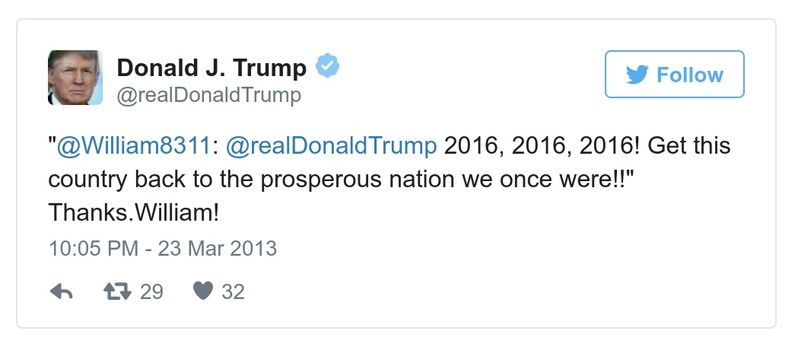 Donald J. Trump
@realDonaldTrump
Follow
"@William8311: @realDonaldTrump 2016, 2016, 2016! Get this
country back to the prosperous nation we once were!!"
Thanks.William!
10:05 PM - 23 Mar 2013
29 32